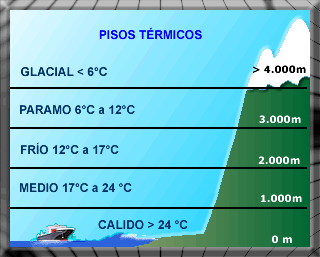 PISOS TÉRMICOS
GLACIAL < 6°C
> 4.000m
PARAMO 6°C a 12°C
3.000m
FRÍO 12°C a 17°C
2.000m
MEDIO 17°C a 24 °C
1.000m
CALIDO > 24 °C
0 m